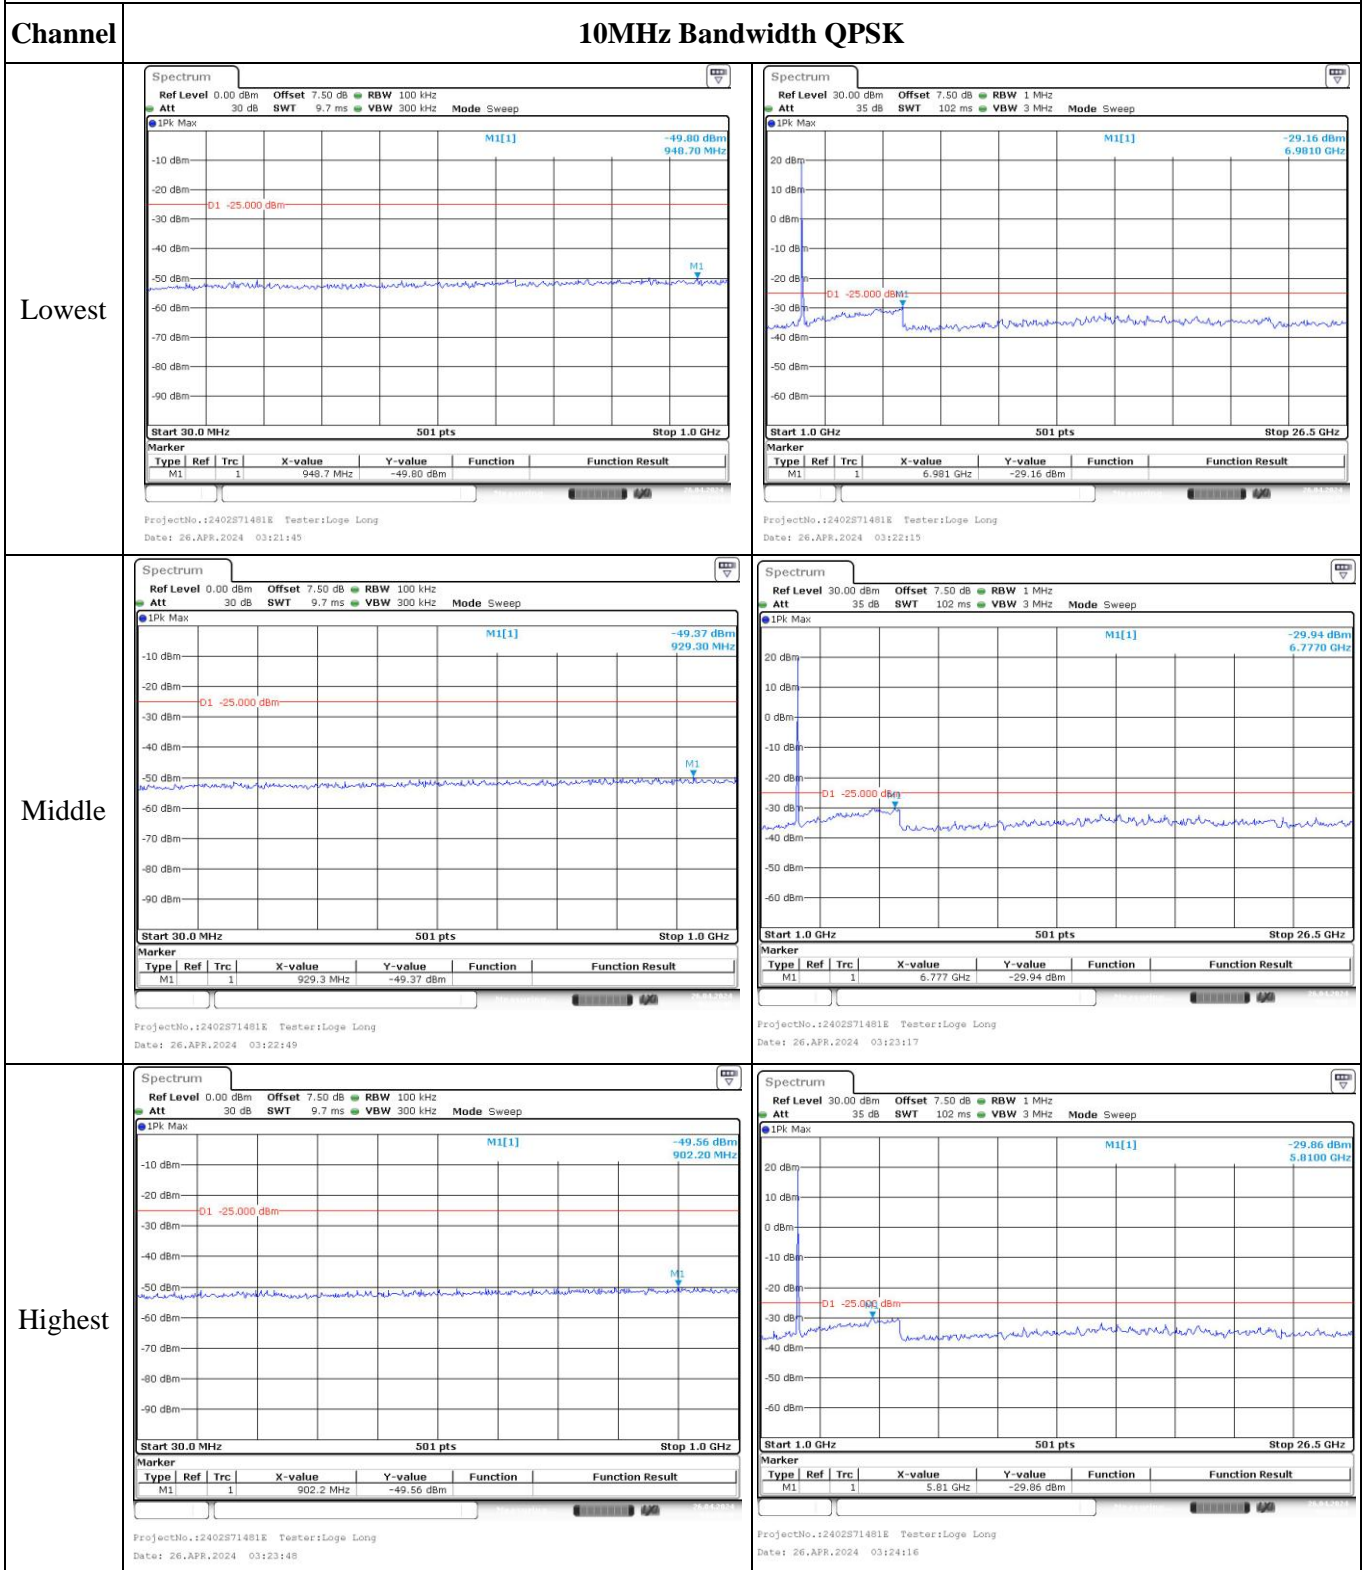 Channel
10MHz Bandwidth QPSK
Lowest
Spectrum
Ref Level 0.00 dBm Offset 7.50 dB RBW 100 kHz
Att 30 dB SWT 9.7 ms VBW 300 kHz Mode Sweep
1Pk Max
M1[1] -49.80 dBm
948.70 MHz
-10 dBm
-20 dBm
D1 -25.000 dBm
-30 dBm
-40 dBm
M1
-50 dBm
-60 dBm
-70 dBm
-80 dBm
-90 dBm
Start 30.0 MHz 501 pts Stop 1.0 GHz
Marker
Type Ref Trc X-value Y-value Function Function Result
M1 1 948.7 MHz -49.80 dBm
ProjectNo.:2402S71481E Tester:Loge Long
Date: 26.APR.2024 03:21:45
Spectrum
Ref Level 30.00 dBm Offset 7.50 dB RBW 1 MHz
Att 35 dB SWT 102 ms VBW 3 MHz Mode Sweep
1Pk Max
M1[1] -29.16 dBm
6.9810 GHz
20 dBm
10 dBm
0 dBm
-10 dBm
-20 dBm
D1 -25.000 dBm M1
-30 dBm
-40 dBm
-50 dBm
-60 dBm
Start 1.0 GHz 501 pts Stop 26.5 GHz
Marker
Type Ref Trc X-value Y-value Function Function Result
M1 1 6.981 GHz -29.16 dBm
ProjectNo.:2402S71481E Tester:Loge Long
Date: 26.APR.2024 03:22:15
Middle
Spectrum
Ref Level 0.00 dBm Offset 7.50 dB RBW 100 kHz
Att 30 dB SWT 9.7 ms VBW 300 kHz Mode Sweep
1Pk Max
M1[1] -49.37 dBm
929.30 MHz
-10 dBm
-20 dBm
D1 -25.000 dBm
-30 dBm
-40 dBm
M1
-50 dBm
-60 dBm
-70 dBm
-80 dBm
-90 dBm
Start 30.0 MHz 501 pts Stop 1.0 GHz
Marker
Type Ref Trc X-value Y-value Function Function Result
M1 1 929.3 MHz -49.37 dBm
26.04.2024
ProjectNo.:2402S71481E Tester:Loge Long
Date: 26.APR.2024 03:22:49
Spectrum
Ref Level 30.00 dBm Offset 7.50 dB RBW 1 MHz
Att 35 dB SWT 102 ms VBW 3 MHz Mode Sweep
1Pk Max
M1[1] -29.94 dBm
6.7770 GHz
20 dBm
10 dBm
0 dBm
-10 dBm
-20 dBm
D1 -25.000 dBm M1
-30 dBm
-40 dBm
-50 dBm
-60 dBm
Start 1.0 GHz 501 pts Stop 26.5 GHz
Marker
Type Ref Trc X-value Y-value Function Function Result
M1 1 6.777 GHz -29.94 dBm
ProjectNo.:2402S71481E Tester:Loge Long
Date: 26.APR.2024 03:23:17
Highest
Spectrum
Ref Level 0.00 dBm Offset 7.50 dB RBW 100 kHz
Att 30 dB SWT 9.7 ms VBW 300 kHz Mode Sweep
1Pk Max
M1[1] -49.56 dBm
902.20 MHz
-10 dBm
-20 dBm
D1 -25.000 dBm
-30 dBm
-40 dBm
M1
-50 dBm
-60 dBm
-70 dBm
-80 dBm
-90 dBm
Start 30.0 MHz 501 pts Stop 1.0 GHz
Marker
Type Ref Trc X-value Y-value Function Function Result
M1 1 902.2 MHz -49.56 dBm
26.04.2024
ProjectNo.:2402S71481E Tester:Loge Long
Date: 26.APR.2024 03:23:48
Spectrum
Ref Level 30.00 dBm Offset 7.50 dB RBW 1 MHz
Att 35 dB SWT 102 ms VBW 3 MHz Mode Sweep
1Pk Max
M1[1] -29.86 dBm
5.8100 GHz
20 dBm
10 dBm
0 dBm
-10 dBm
-20 dBm
D1 -25.000 dBm M1
-30 dBm
-40 dBm
-50 dBm
-60 dBm
Start 1.0 GHz 501 pts Stop 26.5 GHz
Marker
Type Ref Trc X-value Y-value Function Function Result
M1 1 5.81 GHz -29.86 dBm
ProjectNo.:2402S71481E Tester:Loge Long
Date: 26.APR.2024 03:24:16